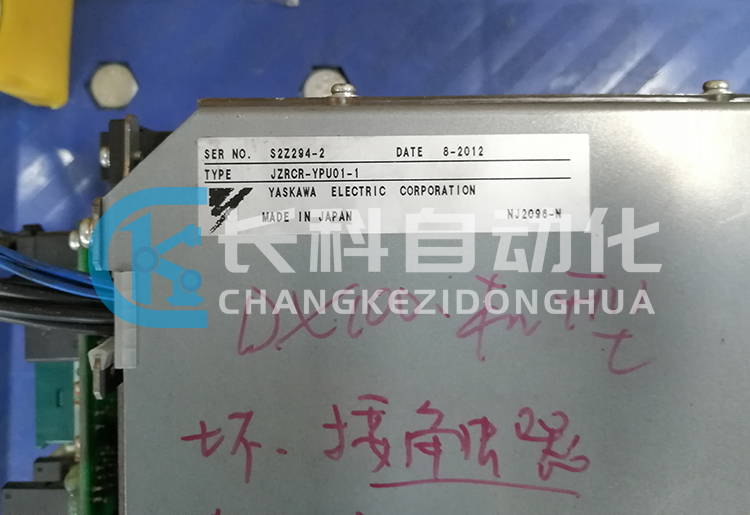 SER NO. S2Z294-2 DATE 8-2012
TYPE JZRCR-YPU01-1
YASKAWA ELECTRIC CORPORATION
MADE IN JAPAN NJ2096-N
长科自动化
CHANGKEZIDONGHUA
坏、接触器